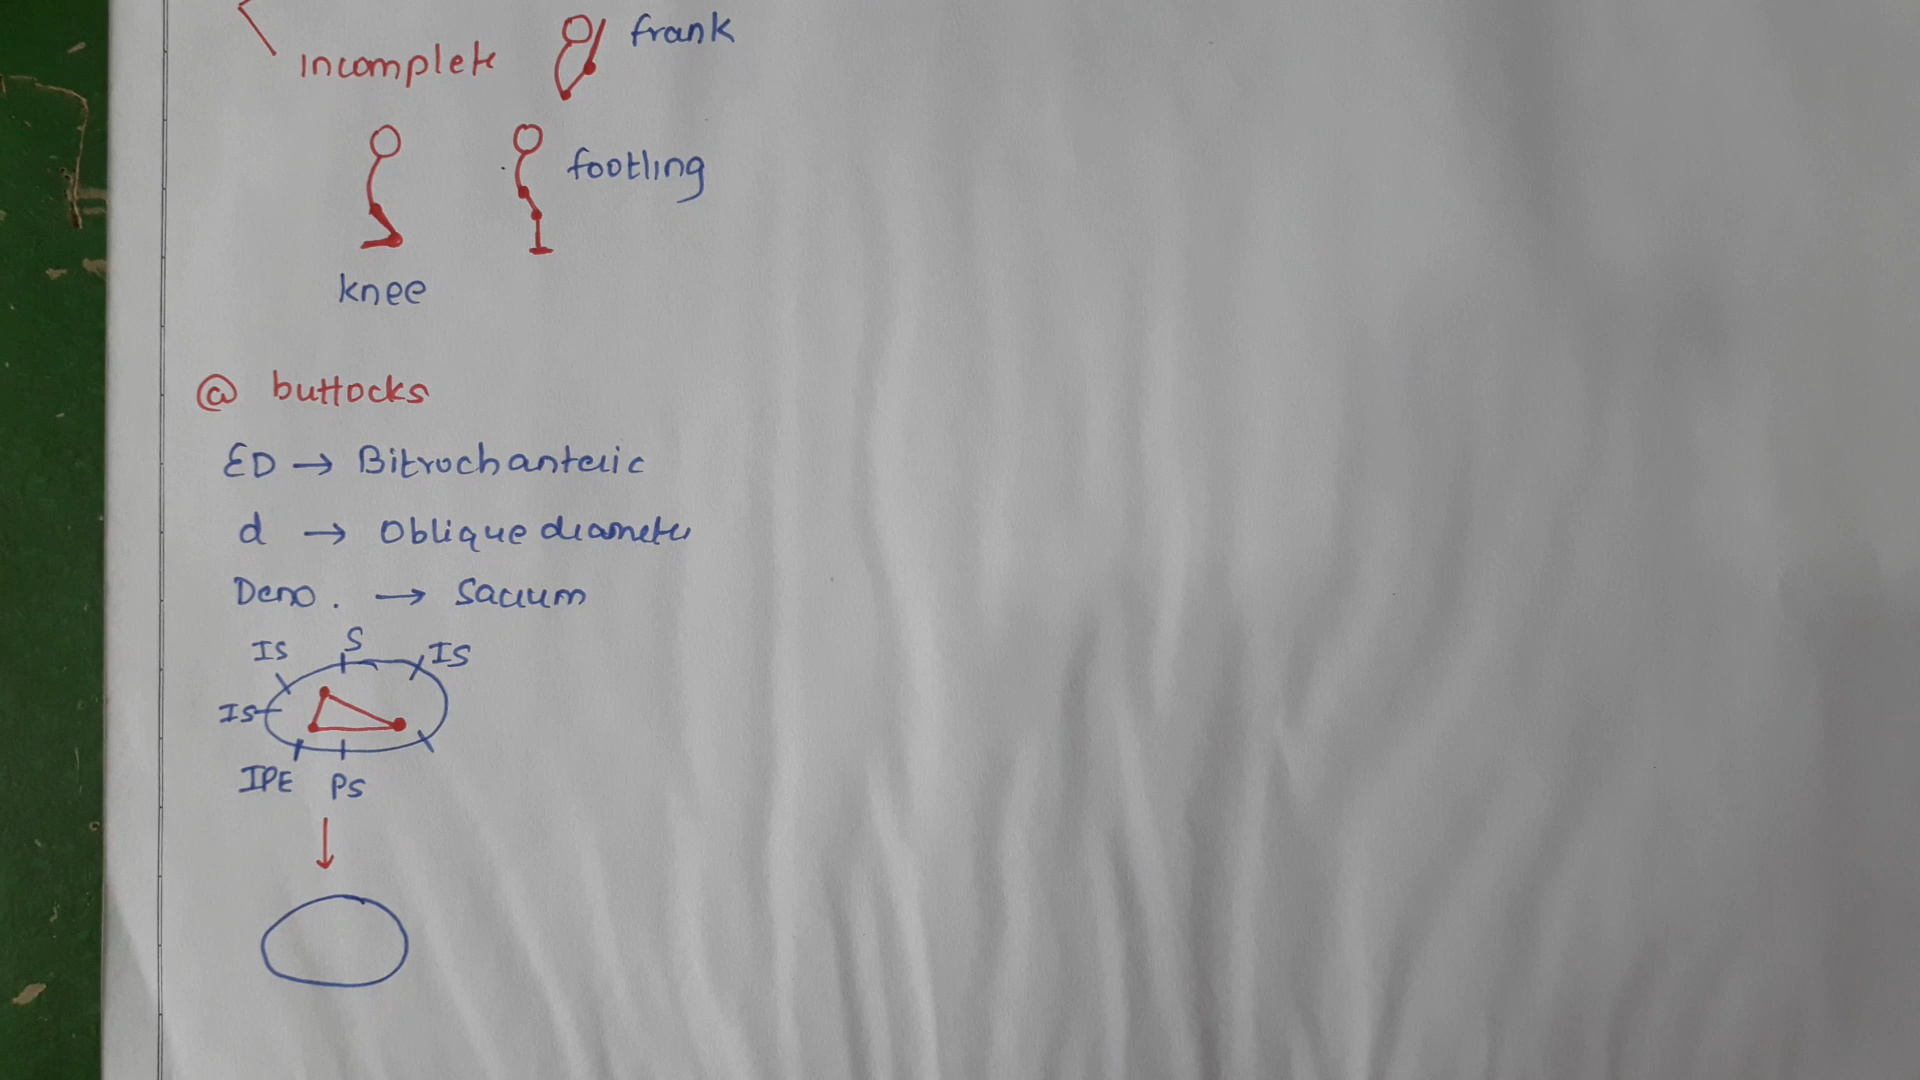 incomplete
frank
footling
knee
@ buttocks
ED → Bitrochanteric
d → Oblique diameter
Deno. → Sacrum
IS S IS
IS
IPE PS